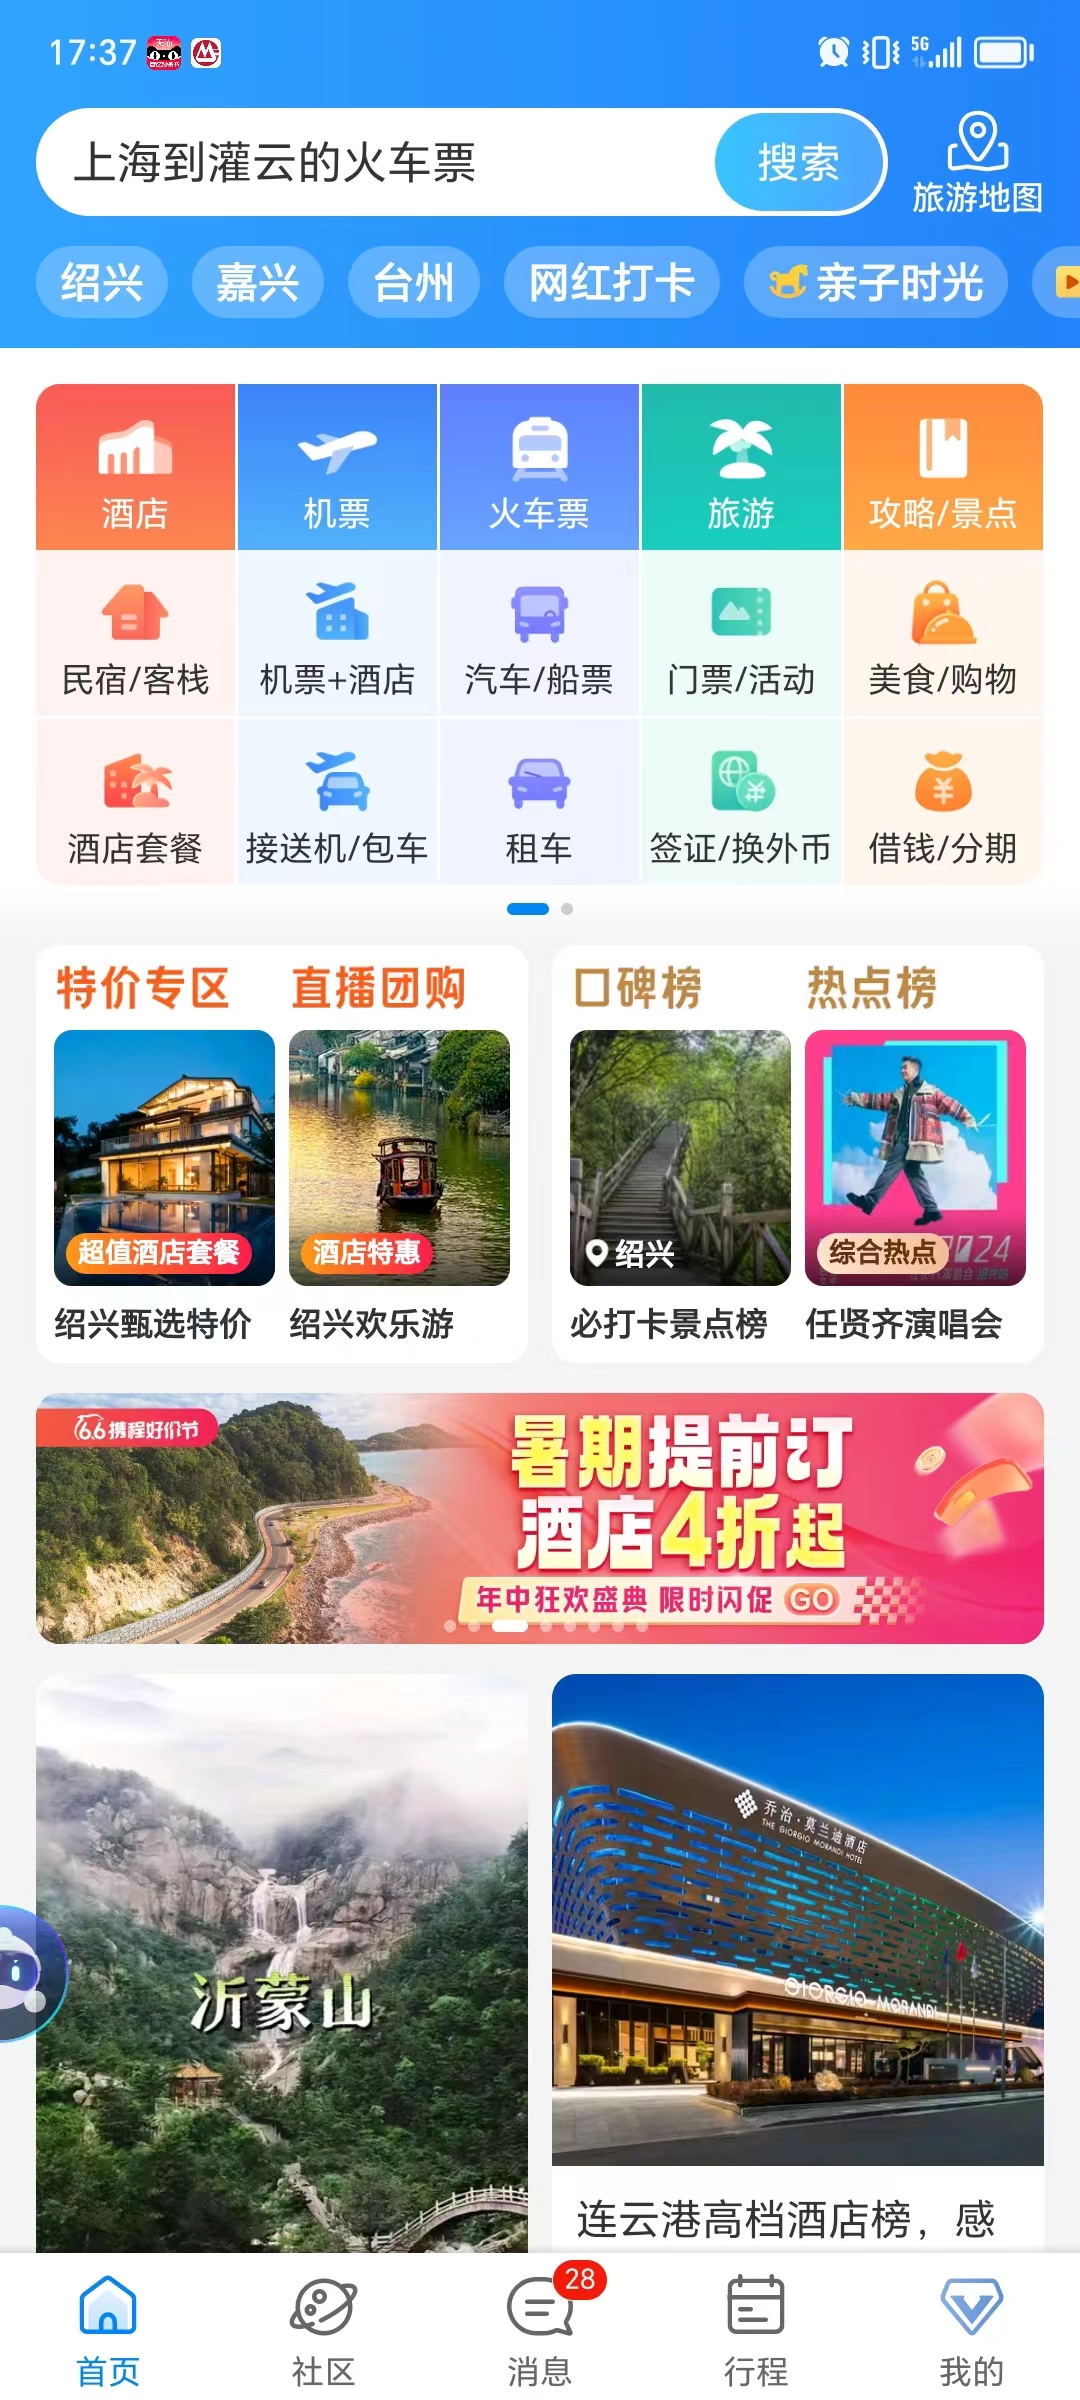 17:37
5G
上海到灌云的火车票
搜索
旅游地图
绍兴
嘉兴
台州
网红打卡
亲子时光
酒店
机票
火车票
旅游
攻略/景点
民宿/客栈
机票+酒店
汽车/船票
门票/活动
美食/购物
酒店套餐
接送机/包车
租车
签证/换外币
借钱/分期
特价专区
直播团购
口碑榜
热点榜
超值酒店套餐
酒店特惠
绍兴
综合热点
绍兴甄选特价
绍兴欢乐游
必打卡景点榜
任贤齐演唱会
6.6携程好价节
暑期提前订
酒店4折起
年中狂欢盛典 限时闪促 GO
沂蒙山
乔治·莫兰迪酒店
THE GIORGIO MORANDI HOTEL
GIORGIO MORANDI
连云港高档酒店榜，感
28
首页
社区
消息
行程
我的